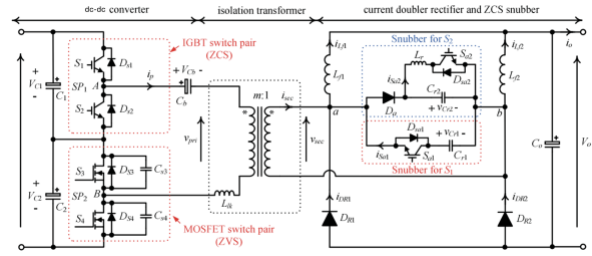 dc-dc converter
isolation transformer
current doubler rectifier and ZCS snubber
IGBT switch pair
(ZCS)
Snubber for S2
S1
Ds1
ip
+ VCb -
Cb
m:1
isec
iLf1
Lf1
Lr
Sa2
Dsa2
iSa2
Cr2
+ vCr2 -
Da
iLf2
Lf2
io
+
VC1
-
C1
SP1
A
S2
Ds2
a
b
Dsa1
+ vCr1 -
iSa1
Sa1
Cr1
Snubber for S1
vpri
vsec
Co
Vo
S3
DS3
Cs3
+
VC2
-
C2
SP2
B
S4
DS4
Cs4
Llk
MOSFET switch pair
(ZVS)
iDR1
DR1
iDR2
DR2